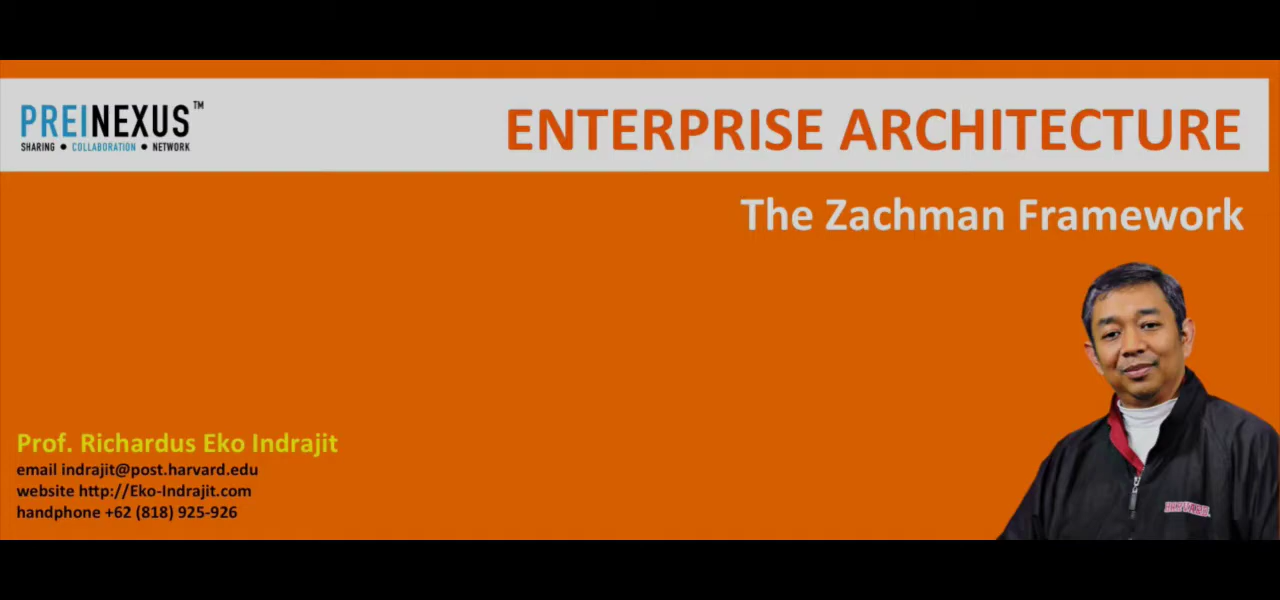 PREINEXUS™
SHARING ● COLLABORATION ● NETWORK
ENTERPRISE ARCHITECTURE
The Zachman Framework
Prof. Richardus Eko Indrajit
email indrajit@post.harvard.edu
website http://Eko-Indrajit.com
handphone +62 (818) 925-926
HARVARD